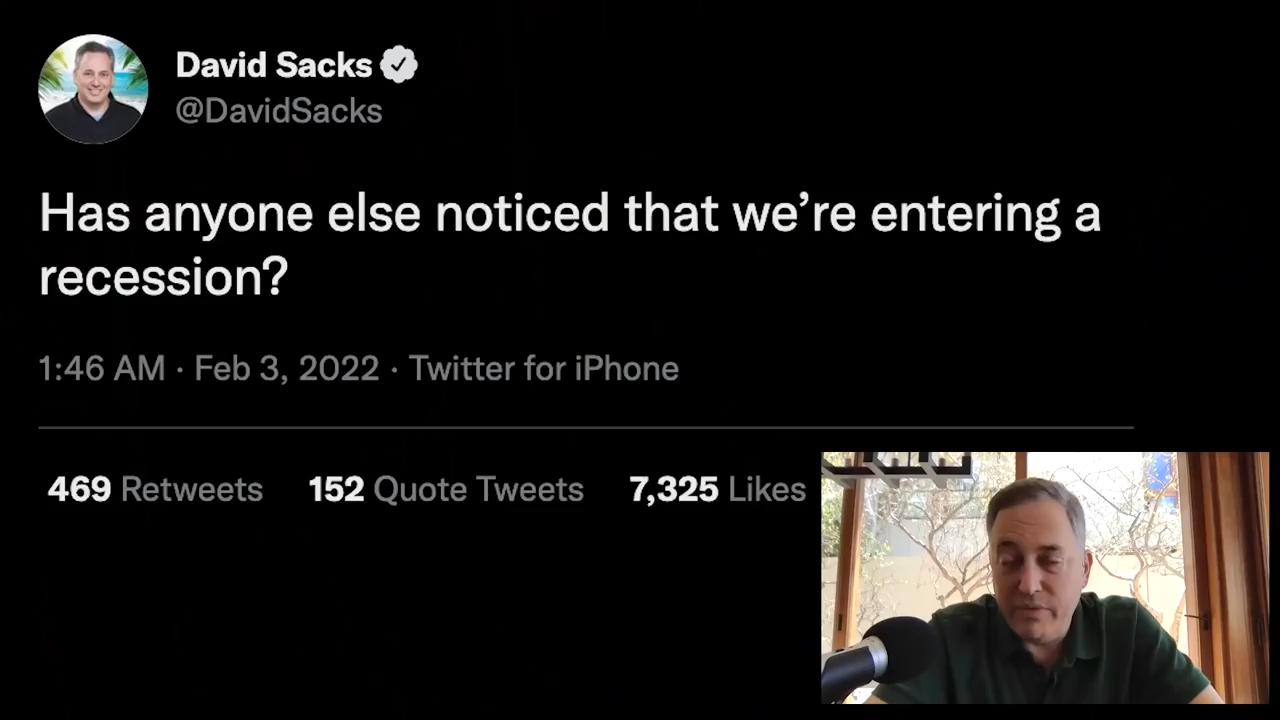 David Sacks
@DavidSacks
Has anyone else noticed that we’re entering a
recession?
1:46 AM · Feb 3, 2022 · Twitter for iPhone
469 Retweets 152 Quote Tweets 7,325 Likes